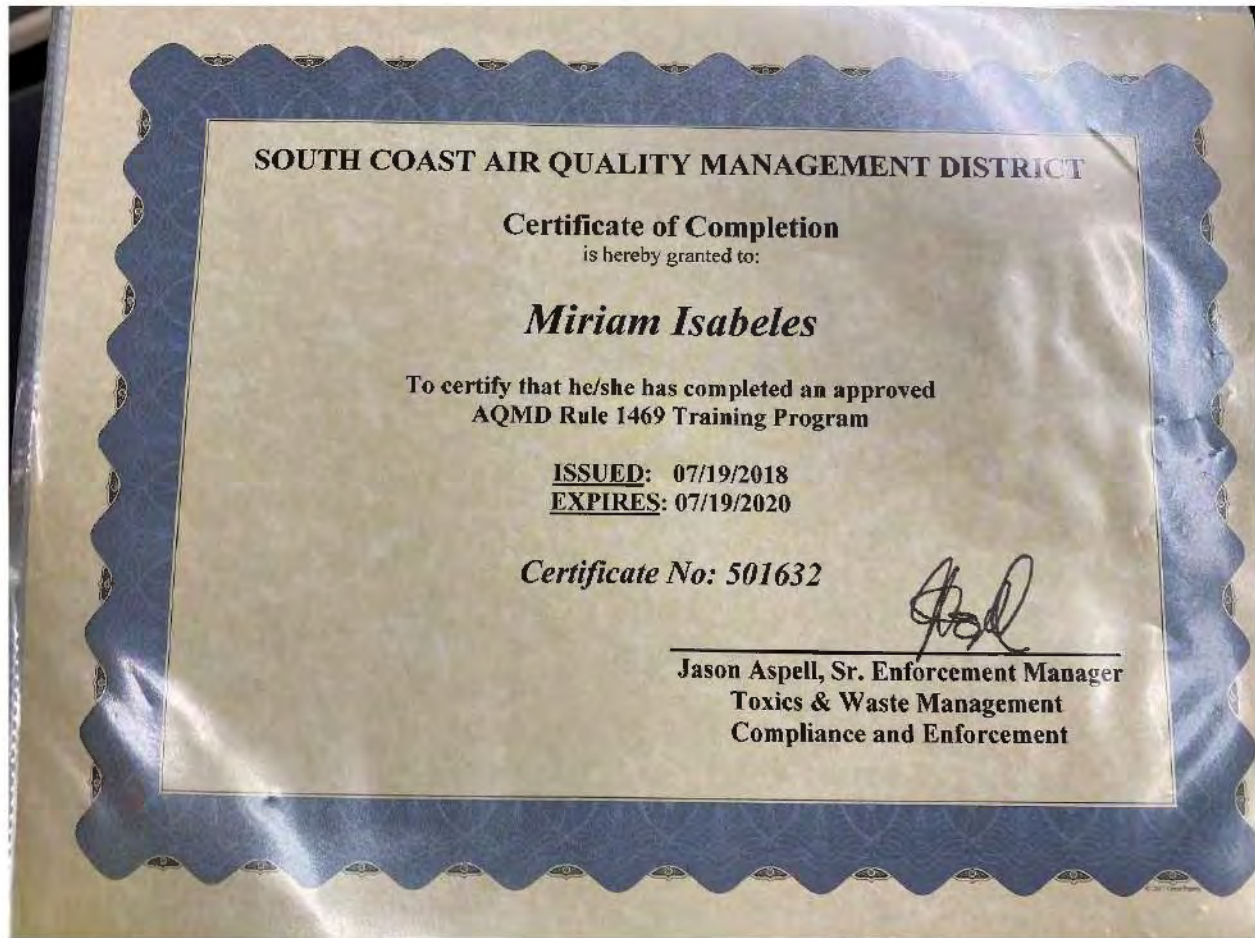 SOUTH COAST AIR QUALITY MANAGEMENT DISTRICT
Certificate of Completion
is hereby granted to:
Miriam Isabeles
To certify that he/she has completed an approved
AQMD Rule 1469 Training Program
ISSUED: 07/19/2018
EXPIRES: 07/19/2020
Certificate No: 501632
Jason Aspell, Sr. Enforcement Manager
Toxics & Waste Management
Compliance and Enforcement